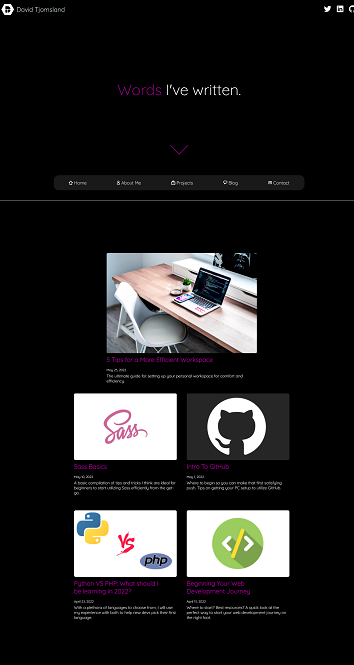 David Tjomsland
Words I've written.
Home About Me Projects Blog Contact
5 Tips for a More Efficient Workspace
May 25, 2022
The ultimate guide for setting up your personal workspace for comfort and
efficiency.
Sass
Sass Basics
May 10, 2022
A basic compilation of tips and tricks I think are ideal for
beginners to start utilizing Sass efficiently from the get-
go.
Intro To GitHub
May 1, 2022
Where to begin so you can make that first satisfying
push. Tips on getting your PC setup to utilize GitHub.
VS
php
Python VS PHP: What should I
be learning in 2022?
April 23, 2022
With a plethora of languages to choose from, I will use
my experience with both to help new devs pick their first
language.
Beginning Your Web
Development Journey
April 11, 2022
Where to start? Best resources? A quick look at the
perfect way to start your web development journey on
the right foot.